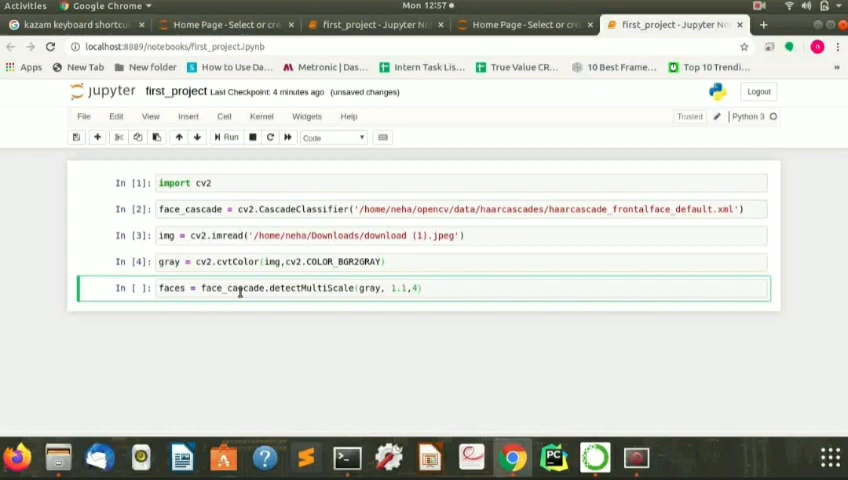 Activities Google Chrome Mon 12:57
kazam keyboard shortcu Home Page - Select or cre first_project - Jupyter Not Home Page - Select or cre first_project - Jupyter Not
localhost:8889/notebooks/first_project.ipynb
Apps New Tab New folder How to Use Da... Metronic | Das... Intern Task Lis... True Value CR... 10 Best Frame... Top 10 Trendi...
jupyter first_project Last Checkpoint: 4 minutes ago (unsaved changes) Logout
File Edit View Insert Cell Kernel Widgets Help Trusted Python 3
Run Code
In [1]: import cv2
In [2]: face_cascade = cv2.CascadeClassifier('/home/neha/opencv/data/haarcascades/haarcascade_frontalface_default.xml')
In [3]: img = cv2.imread('/home/neha/Downloads/download (1).jpeg')
In [4]: gray = cv2.cvtColor(img,cv2.COLOR_BGR2GRAY)
In [ ]: faces = face_cascade.detectMultiScale(gray, 1.1,4)
PC